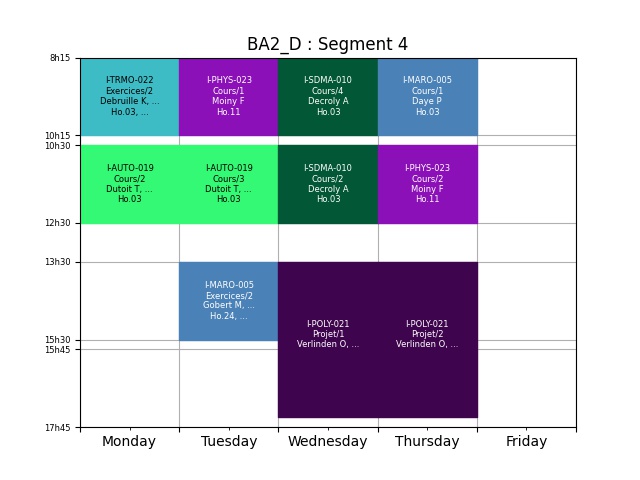 BA2_D : Segment 4
8h15
I-TRMO-022
Exercices/2
Debruille K, ...
Ho.03, ...
I-PHYS-023
Cours/1
Moiny F
Ho.11
I-SDMA-010
Cours/4
Decroly A
Ho.03
I-MARO-005
Cours/1
Daye P
Ho.03
10h15
10h30
I-AUTO-019
Cours/2
Dutoit T, ...
Ho.03
I-AUTO-019
Cours/3
Dutoit T, ...
Ho.03
I-SDMA-010
Cours/2
Decroly A
Ho.03
I-PHYS-023
Cours/2
Moiny F
Ho.11
12h30
13h30
I-MARO-005
Exercices/2
Gobert M, ...
Ho.24, ...
I-POLY-021
Projet/1
Verlinden O, ...
I-POLY-021
Projet/2
Verlinden O, ...
15h30
15h45
17h45
Monday
Tuesday
Wednesday
Thursday
Friday